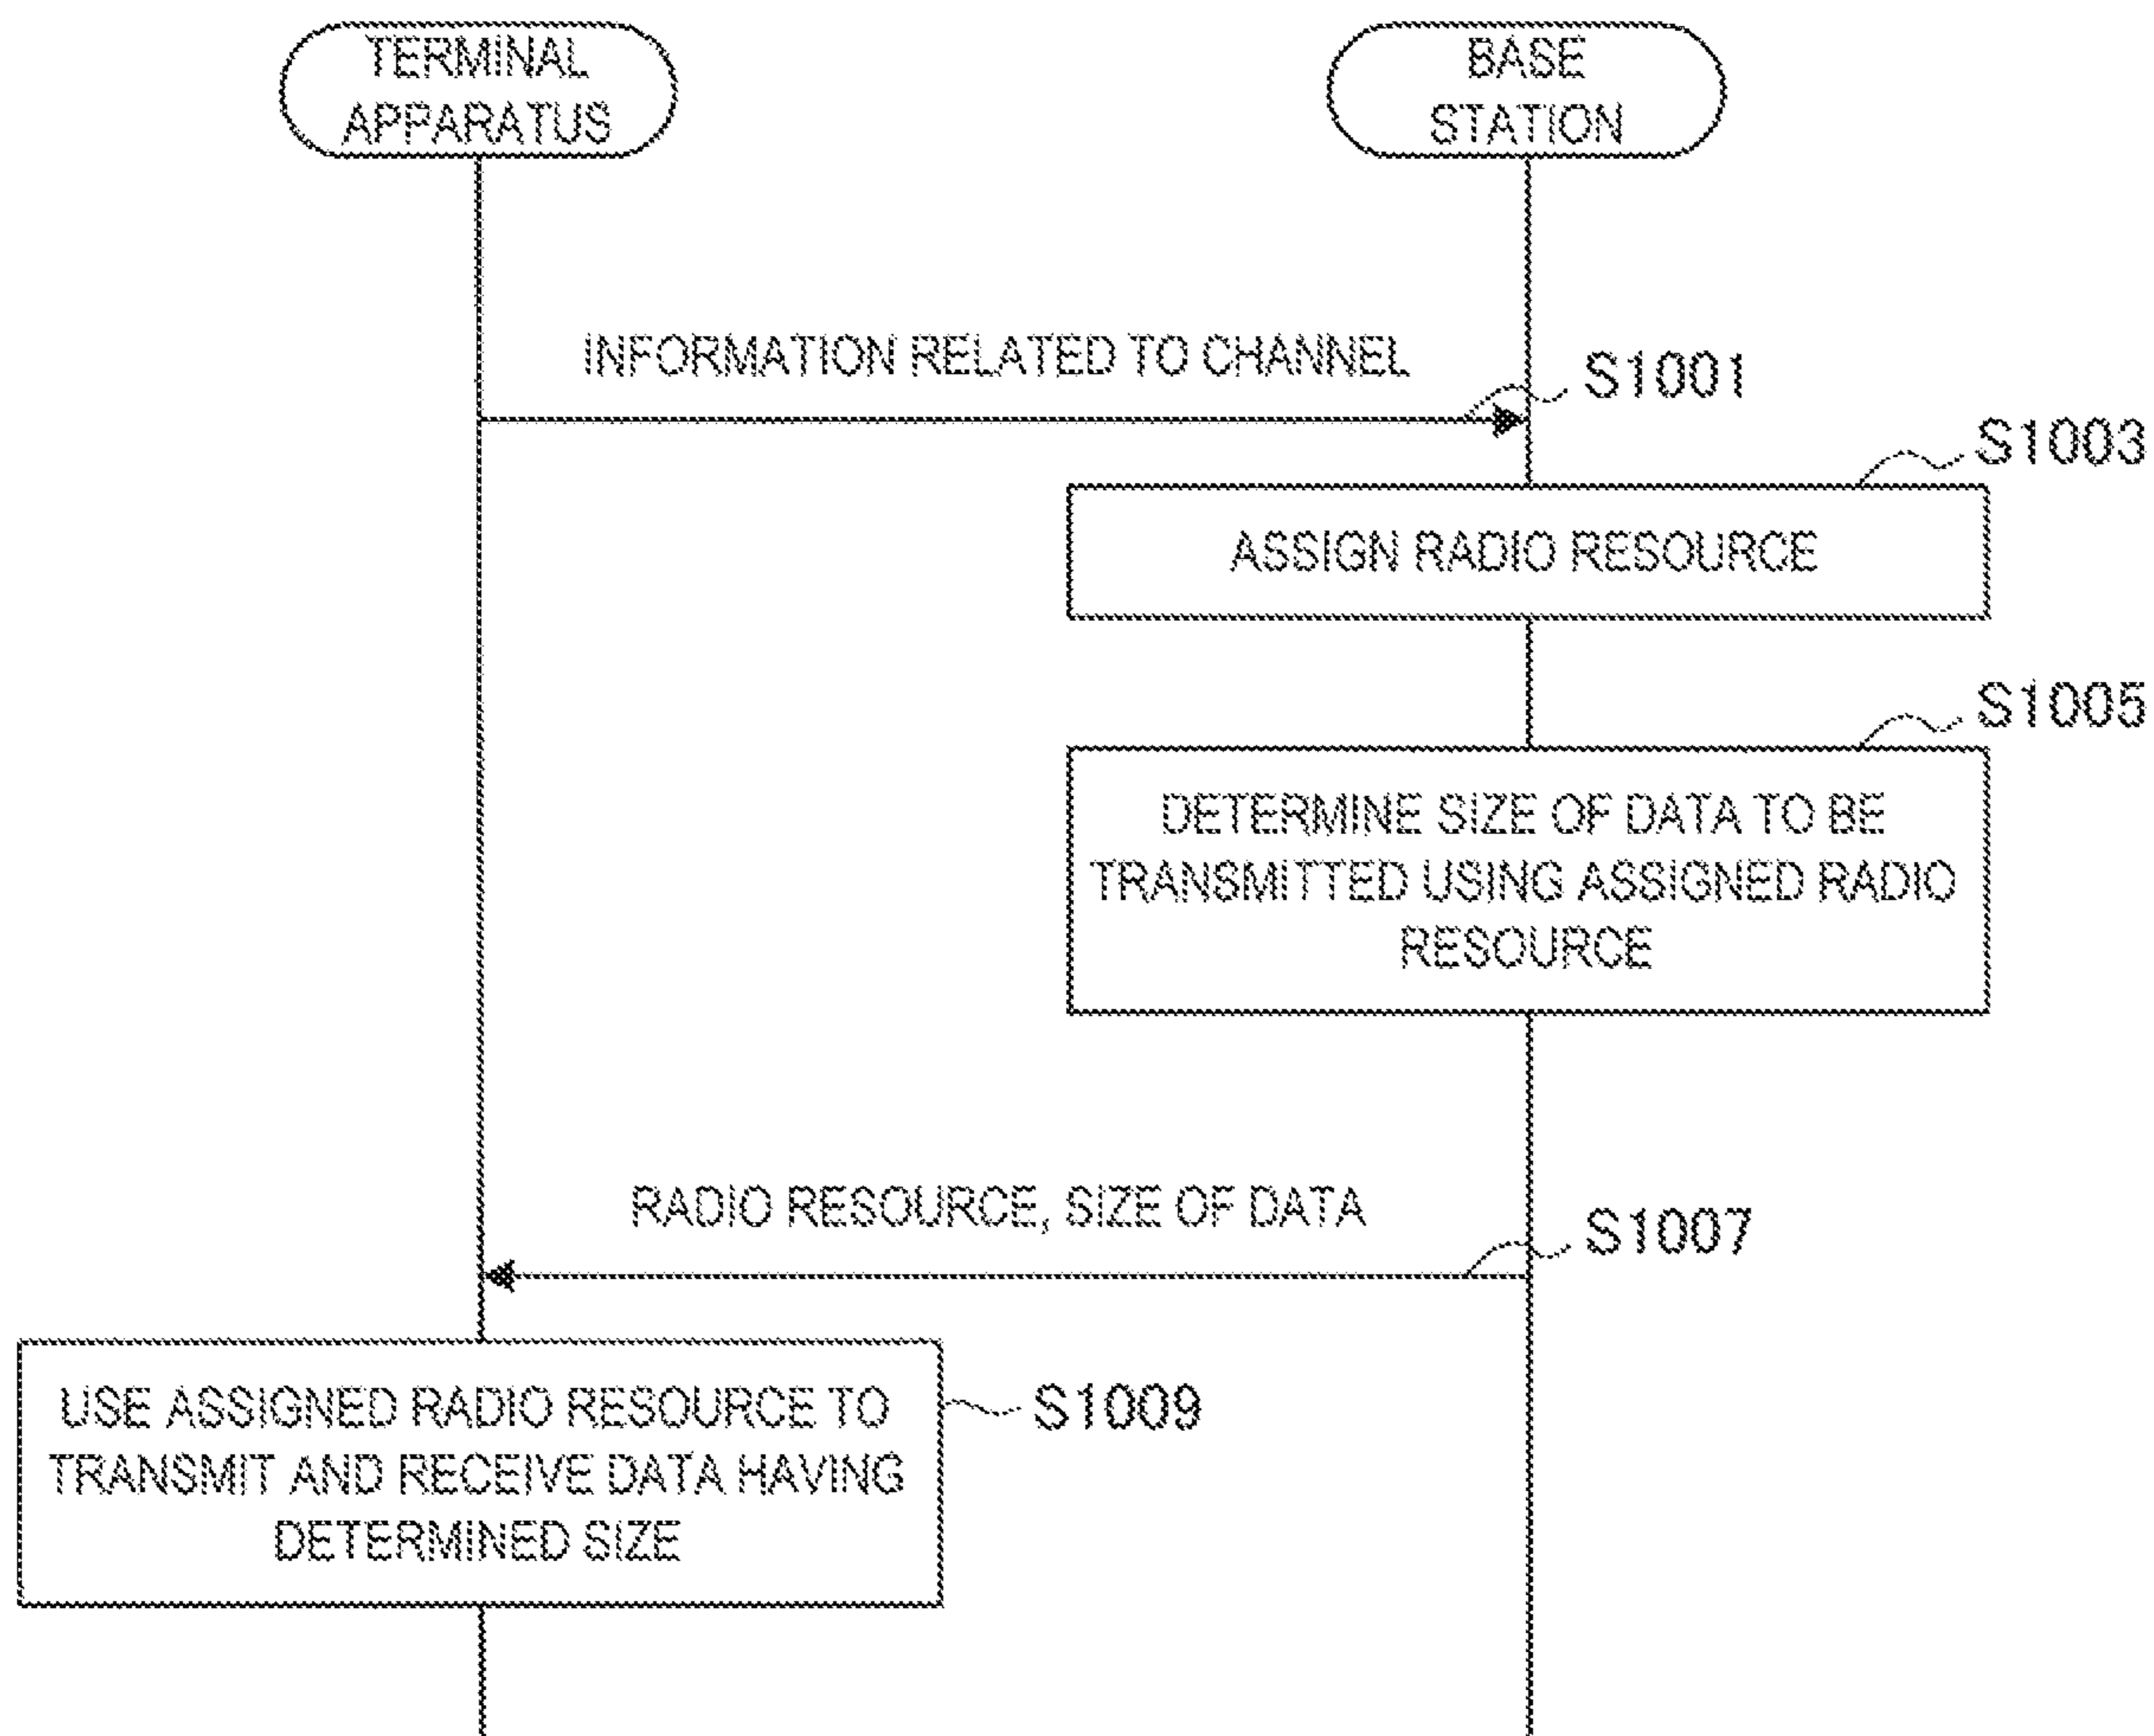 TERMINAL
APPARATUS
BASE
STATION
INFORMATION RELATED TO CHANNEL
S1001
S1003
ASSIGN RADIO RESOURCE
S1005
DETERMINE SIZE OF DATA TO BE
TRANSMITTED USING ASSIGNED RADIO
RESOURCE
RADIO RESOURCE, SIZE OF DATA
S1007
USE ASSIGNED RADIO RESOURCE TO
TRANSMIT AND RECEIVE DATA HAVING
DETERMINED SIZE
S1009